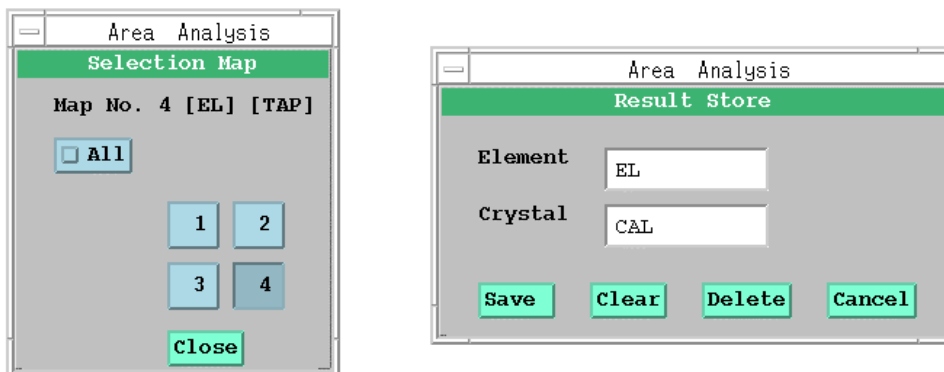 Area Analysis
Selection Map
Map No. 4 [EL] [TAP]
All
1 2
3 4
Close
Area Analysis
Result Store
Element EL
Crystal CAL
Save Clear Delete Cancel